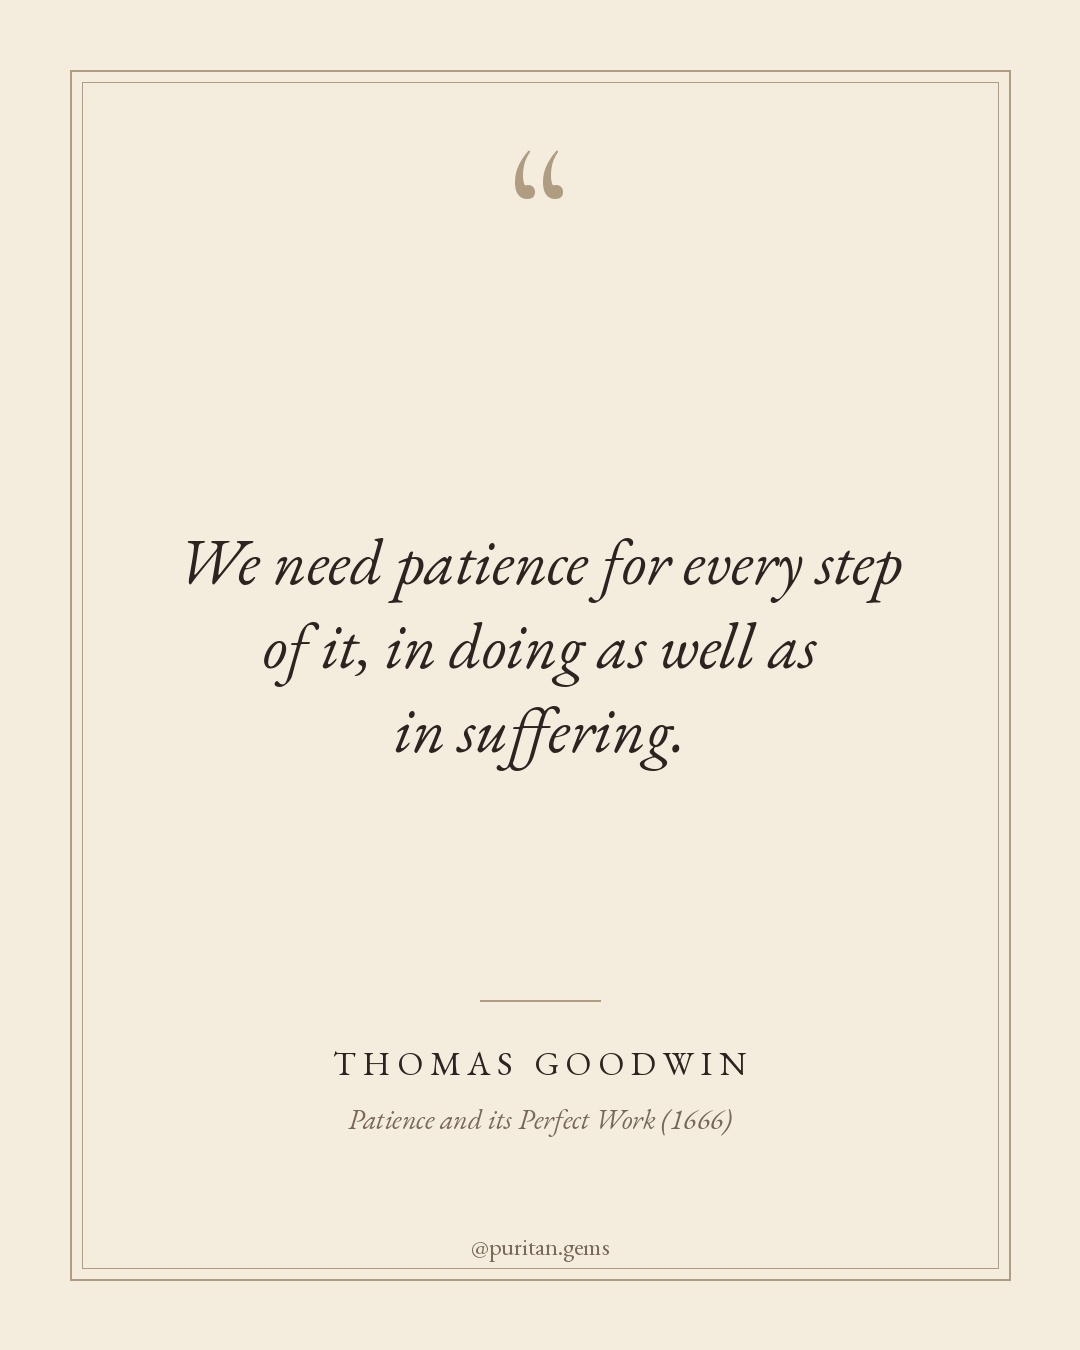 “
We need patience for every step
of it, in doing as well as
in suffering.
THOMAS GOODWIN
Patience and its Perfect Work (1666)
@puritan.gems